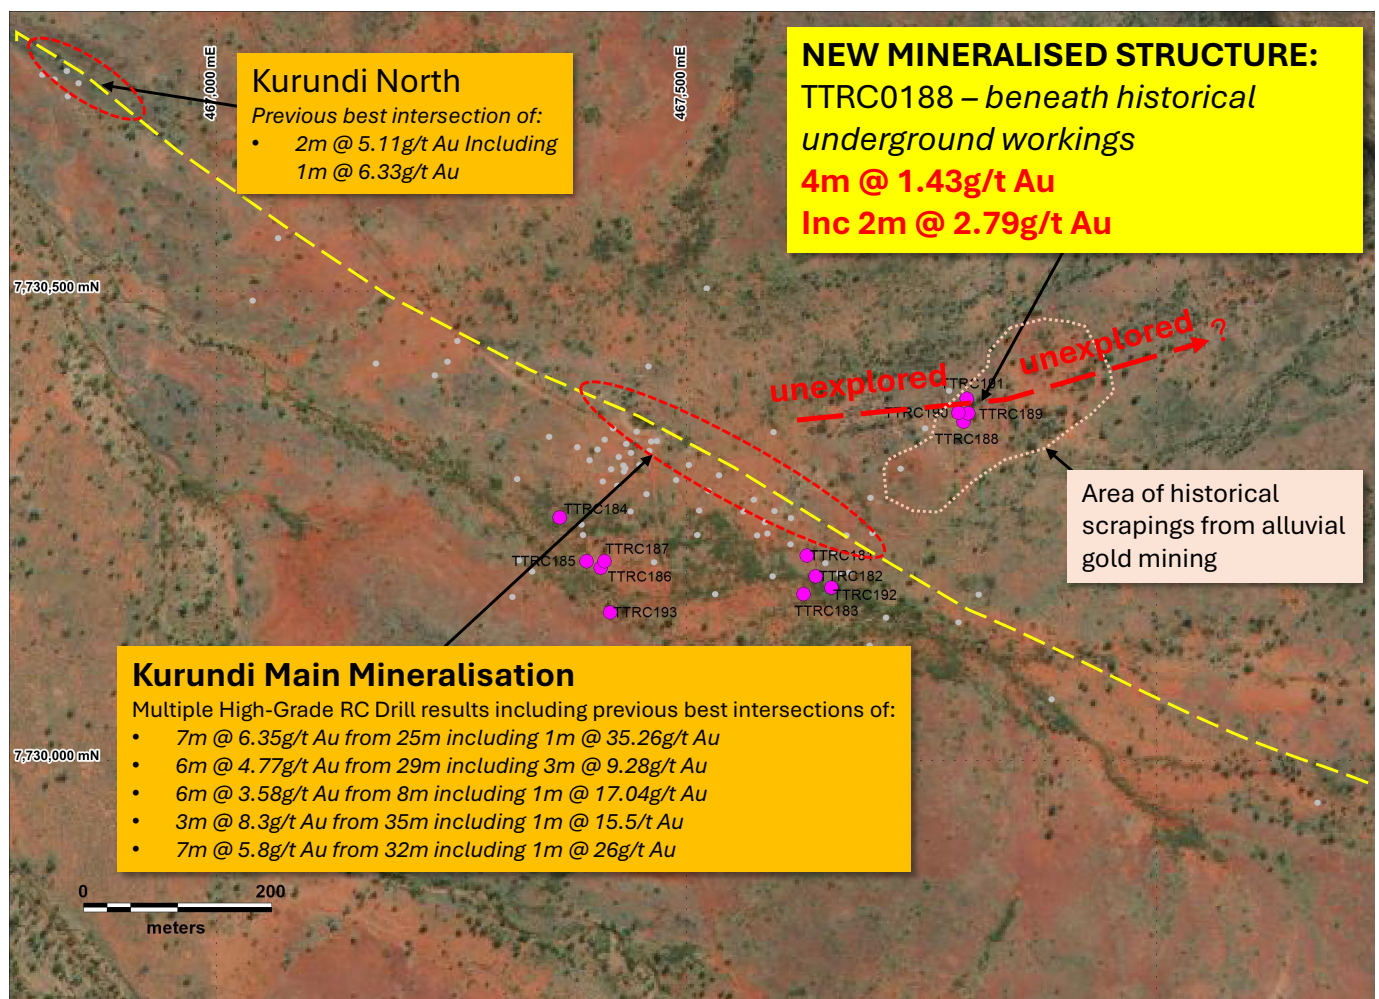 NEW MINERALISED STRUCTURE:
TTRC0188 – beneath historical
underground workings
4m @ 1.43g/t Au
Inc 2m @ 2.79g/t Au
Kurundi North
Previous best intersection of:
• 2m @ 5.11g/t Au Including
1m @ 6.33g/t Au
467,000 mE
467,500 mE
7,730,500 mN
unexplored
unexplored ?
TTRC191
TTRC190
TTRC189
TTRC188
Area of historical
scrapings from alluvial
gold mining
TTRC184
TTRC187
TTRC185
TTRC186
TTRC193
TTRC182
TTRC192
TTRC183
Kurundi Main Mineralisation
Multiple High-Grade RC Drill results including previous best intersections of:
• 7m @ 6.35g/t Au from 25m including 1m @ 35.26g/t Au
• 6m @ 4.77g/t Au from 29m including 3m @ 9.28g/t Au
• 6m @ 3.58g/t Au from 8m including 1m @ 17.04g/t Au
• 3m @ 8.3g/t Au from 35m including 1m @ 15.5/t Au
• 7m @ 5.8g/t Au from 32m including 1m @ 26g/t Au
7,730,000 mN
0 200
meters